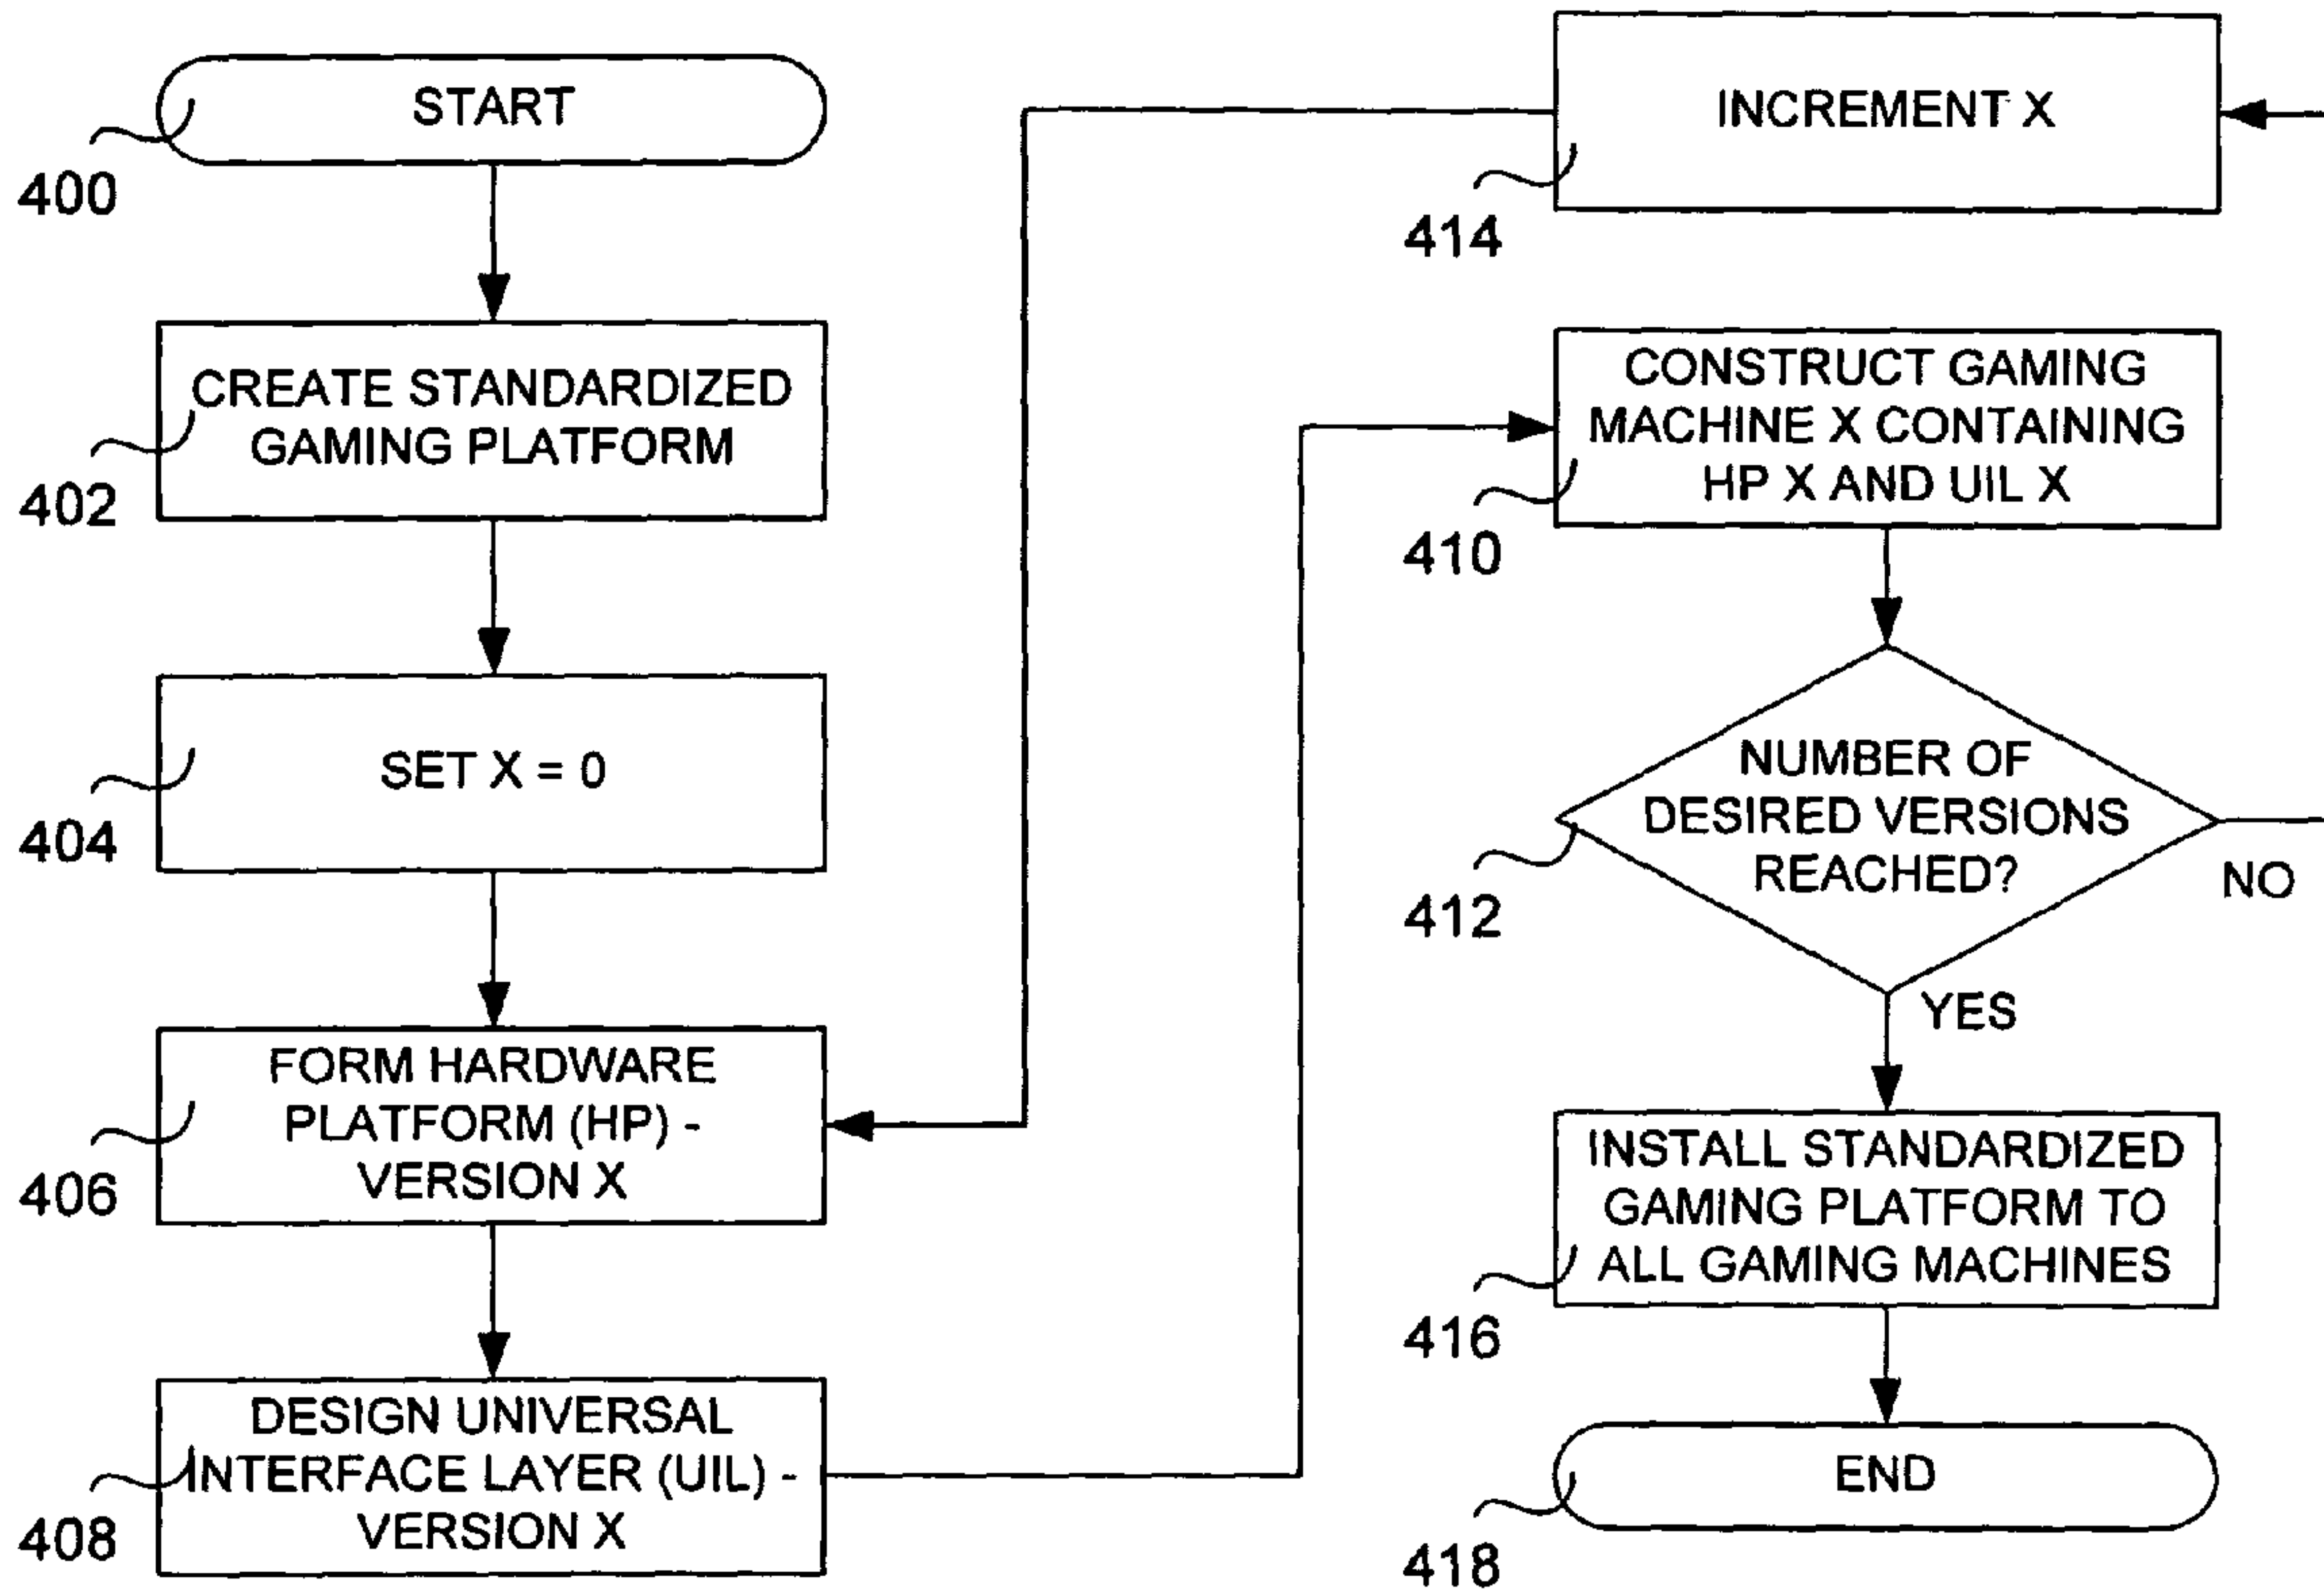 START
400
CREATE STANDARDIZED
GAMING PLATFORM
402
SET X = 0
404
FORM HARDWARE
PLATFORM (HP) -
VERSION X
406
DESIGN UNIVERSAL
INTERFACE LAYER (UIL) -
VERSION X
408
INCREMENT X
414
CONSTRUCT GAMING
MACHINE X CONTAINING
HP X AND UIL X
410
NUMBER OF
DESIRED VERSIONS
REACHED?
412
NO
YES
INSTALL STANDARDIZED
GAMING PLATFORM TO
ALL GAMING MACHINES
416
END
418